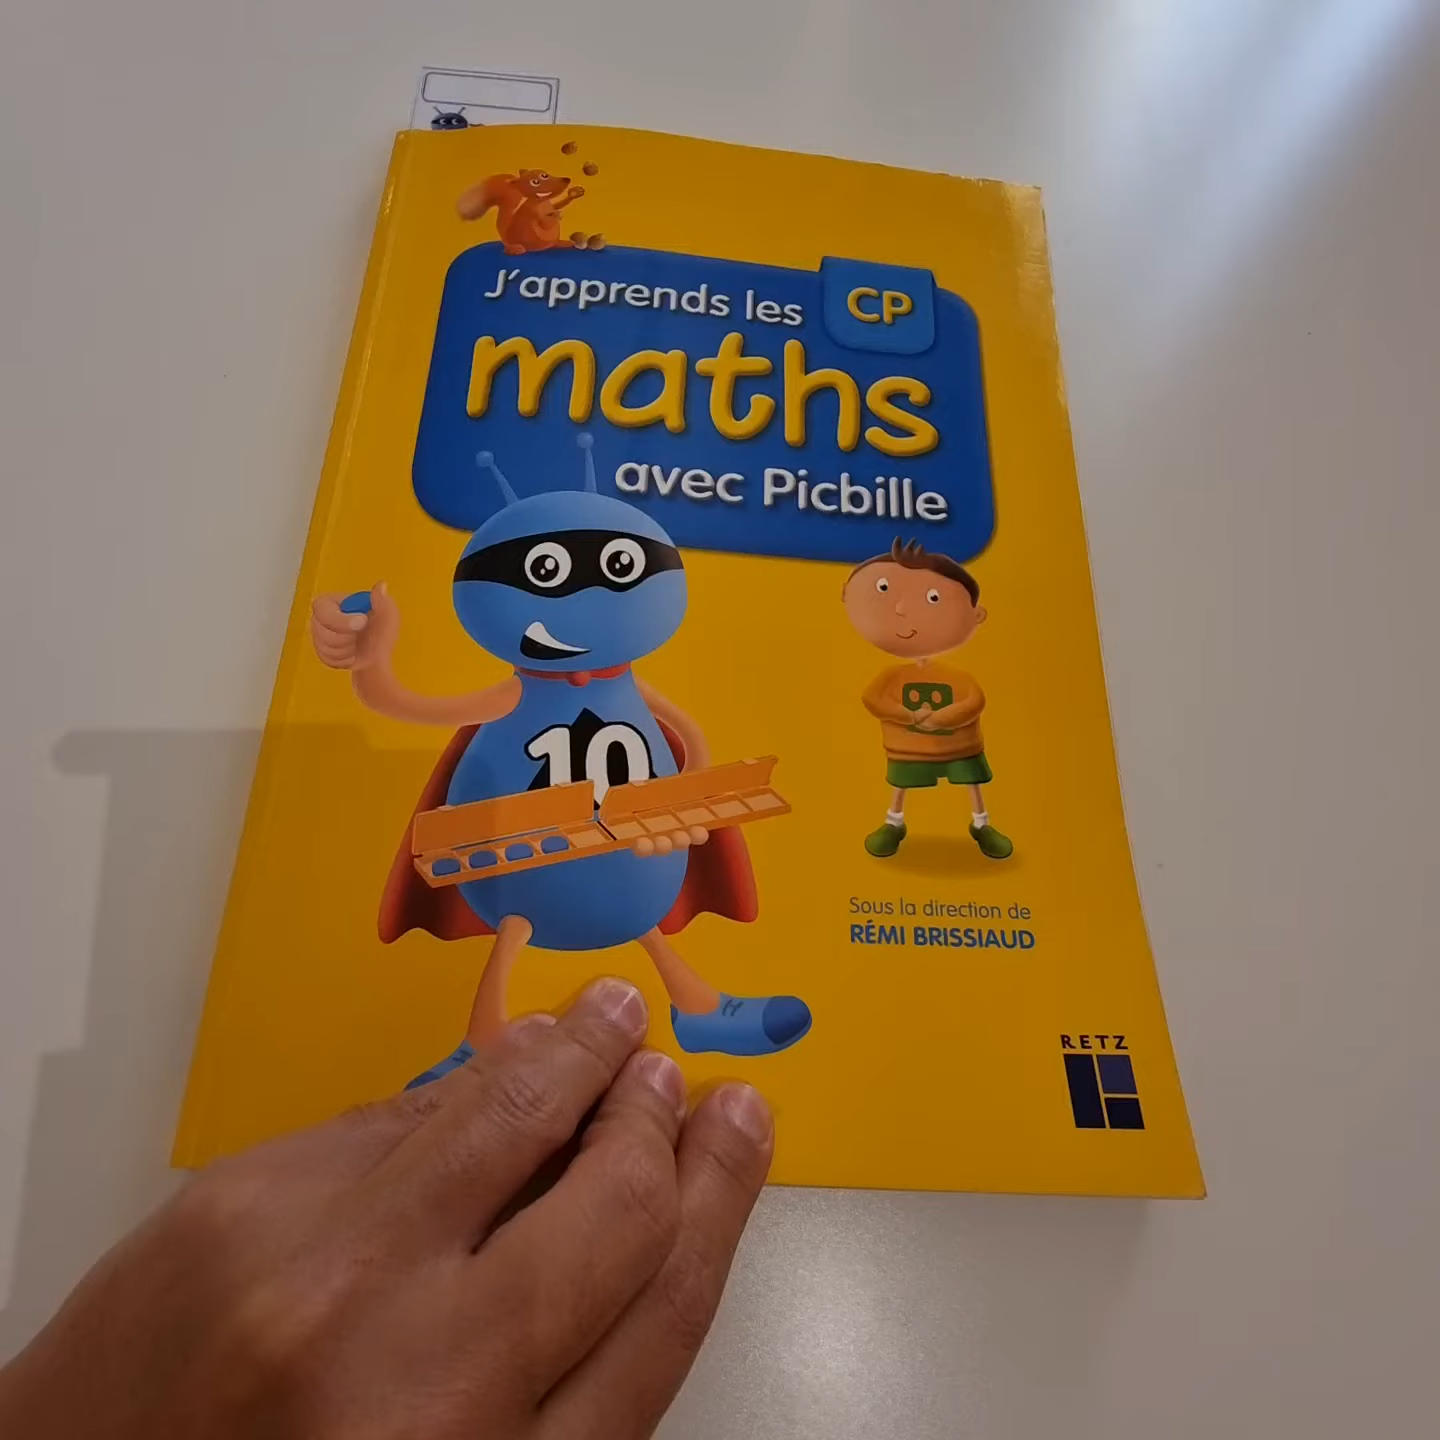 J'apprends les
CP
maths
avec Picbille
10
Sous la direction de
RÉMI BRISSIAUD
RETZ